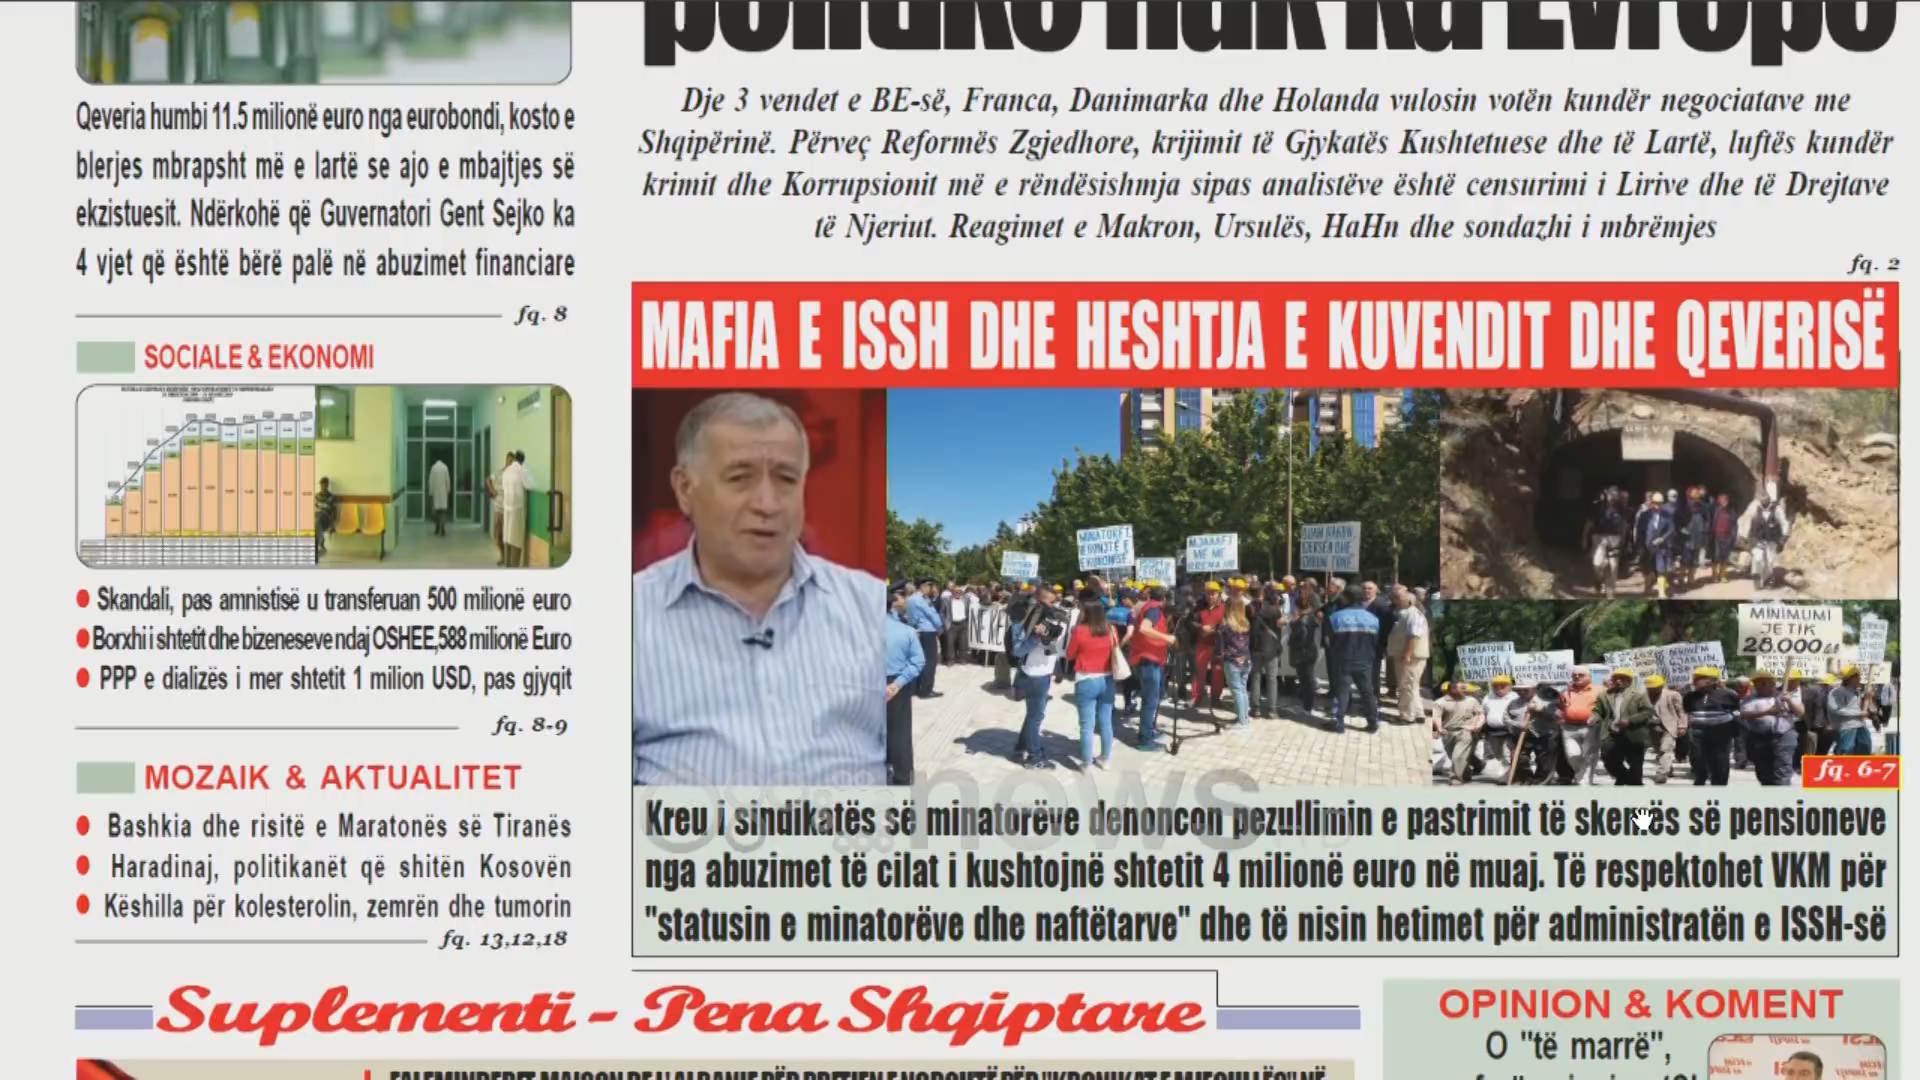 Qeveria humbi 11.5 milionë euro nga eurobondi, kosto e
blerjes mbrapsht më e lartë se ajo e mbajtjes së
ekzistuesit. Ndërkohë që Guvernatori Gent Sejko ka
4 vjet që është bërë palë në abuzimet financiare
fq. 8
SOCIALE & EKONOMI
Skandali, pas amnistisë u transferuan 500 milionë euro
Borxhi i shtetit dhe bizeneseve ndaj OSHEE, 588 milionë Euro
PPP e dializës i mer shtetit 1 milion USD, pas gjyqit
fq. 8-9
MOZAIK & AKTUALITET
Bashkia dhe risitë e Maratonës së Tiranës
Haradinaj, politikanët që shitën Kosovën
Këshilla për kolesterolin, zemrën dhe tumorin
fq. 13,12,18
Dje 3 vendet e BE-së, Franca, Danimarka dhe Holanda vulosin votën kundër negociatave me
Shqipërinë. Përveç Reformës Zgjedhore, krijimit të Gjykatës Kushtetuese dhe të Lartë, luftës kundër
krimit dhe Korrupsionit më e rëndësishmja sipas analistëve është censurimi i Lirive dhe të Drejtave
të Njeriut. Reagimet e Makron, Ursulës, HaHn dhe sondazhi i mbrëmjes
fq. 2
MAFIA E ISSH DHE HESHTJA E KUVENDIT DHE QEVERISË
MINIMUMI
JETIK
28.000
fq. 6-7
news
Kreu i sindikatës së minatorëve denoncon pezullimin e pastrimit të skemës së pensioneve
nga abuzimet të cilat i kushtojnë shtetit 4 milionë euro në muaj. Të respektohet VKM për
"statusin e minatorëve dhe naftëtarve" dhe të nisin hetimet për administratën e ISSH-së
Suplementi - Pena Shqiptare
OPINION & KOMENT
O "të marrë",